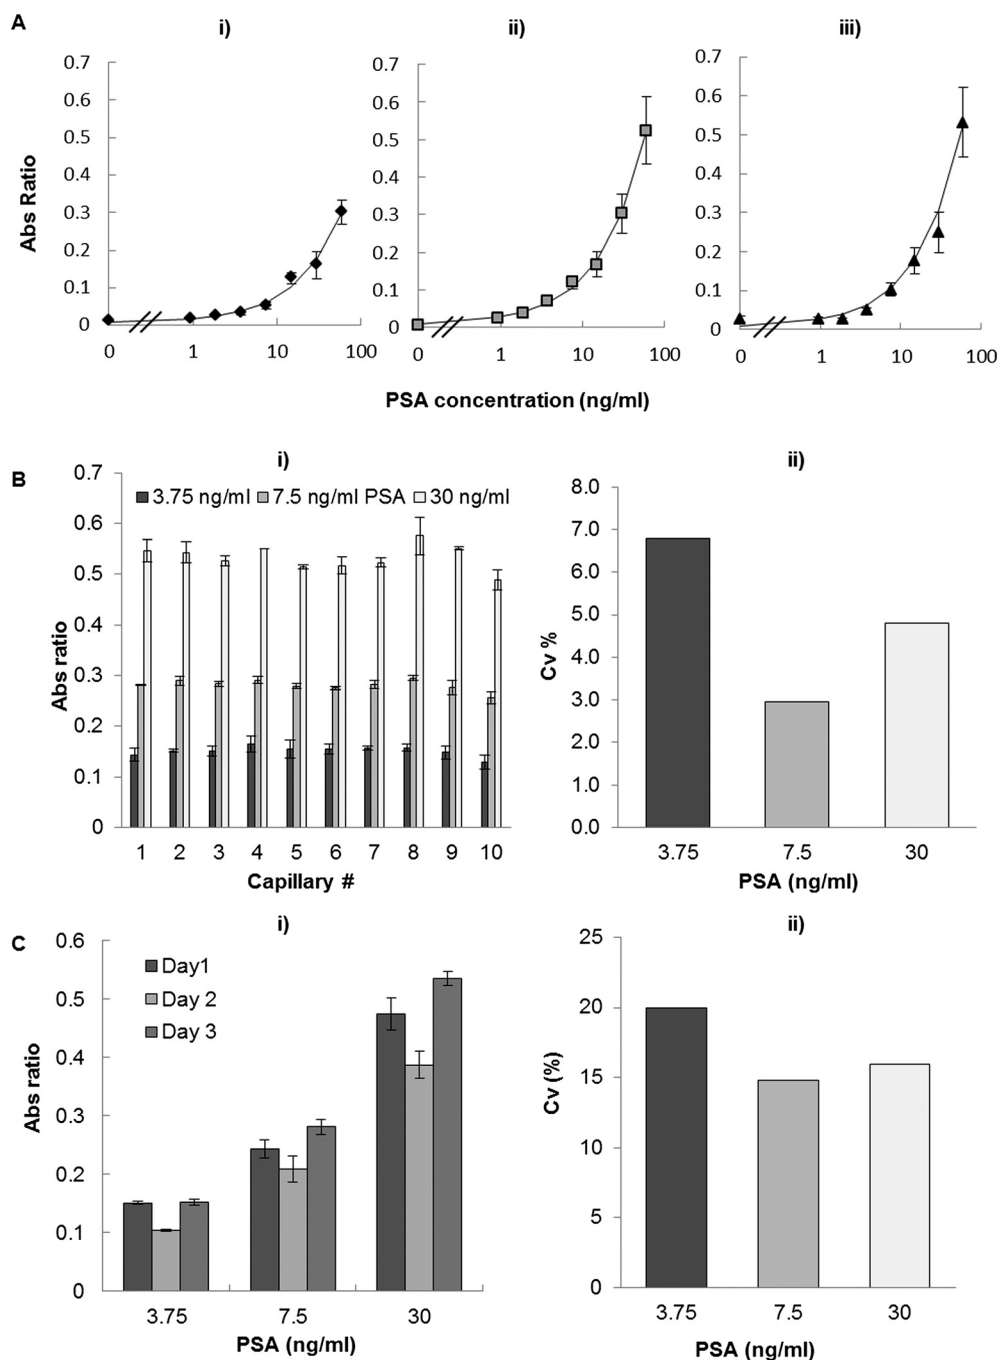 A
i)
ii)
iii)
Abs Ratio
0.7
0.6
0.5
0.4
0.3
0.2
0.1
0
0 1 10 100
0.7
0.6
0.5
0.4
0.3
0.2
0.1
0
0 1 10 100
0.7
0.6
0.5
0.4
0.3
0.2
0.1
0
0 1 10 100
PSA concentration (ng/ml)
B
i)
Abs ratio
0.7
0.6
0.5
0.4
0.3
0.2
0.1
0
3.75 ng/ml 7.5 ng/ml PSA 30 ng/ml
1 2 3 4 5 6 7 8 9 10
Capillary #
ii)
Cv %
8.0
7.0
6.0
5.0
4.0
3.0
2.0
1.0
0.0
3.75 7.5 30
PSA (ng/ml)
C
i)
Abs ratio
0.6
0.5
0.4
0.3
0.2
0.1
0
Day1
Day 2
Day 3
3.75 7.5 30
PSA (ng/ml)
ii)
Cv (%)
25
20
15
10
5
0
3.75 7.5 30
PSA (ng/ml)